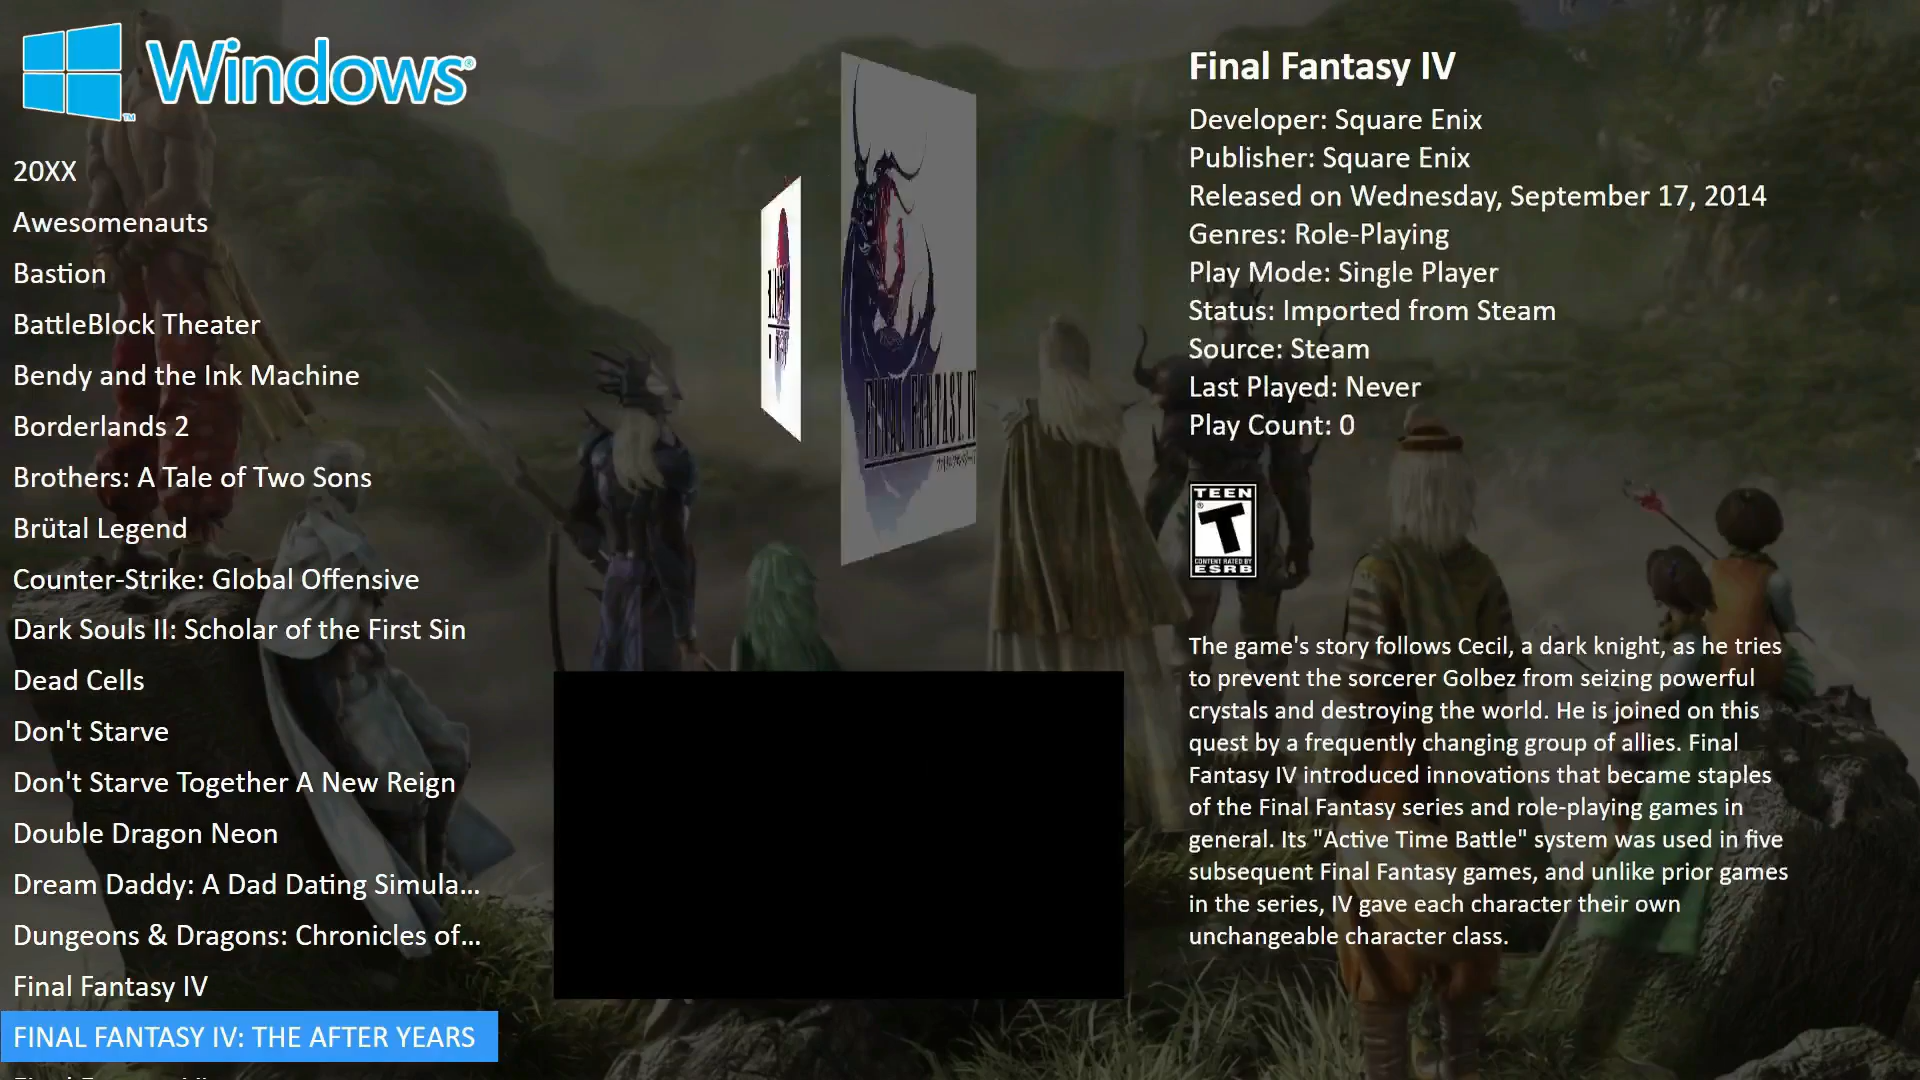 Windows®
TM
20XX
Awesomenauts
Bastion
BattleBlock Theater
Bendy and the Ink Machine
Borderlands 2
Brothers: A Tale of Two Sons
Brütal Legend
Counter-Strike: Global Offensive
Dark Souls II: Scholar of the First Sin
Dead Cells
Don't Starve
Don't Starve Together A New Reign
Double Dragon Neon
Dream Daddy: A Dad Dating Simula...
Dungeons & Dragons: Chronicles of...
Final Fantasy IV
FINAL FANTASY IV: THE AFTER YEARS
FINAL FANTASY IV
Final Fantasy IV
Developer: Square Enix
Publisher: Square Enix
Released on Wednesday, September 17, 2014
Genres: Role-Playing
Play Mode: Single Player
Status: Imported from Steam
Source: Steam
Last Played: Never
Play Count: 0
TEEN
T
CONTENT RATED BY
ESRB
The game's story follows Cecil, a dark knight, as he tries
to prevent the sorcerer Golbez from seizing powerful
crystals and destroying the world. He is joined on this
quest by a frequently changing group of allies. Final
Fantasy IV introduced innovations that became staples
of the Final Fantasy series and role-playing games in
general. Its "Active Time Battle" system was used in five
subsequent Final Fantasy games, and unlike prior games
in the series, IV gave each character their own
unchangeable character class.